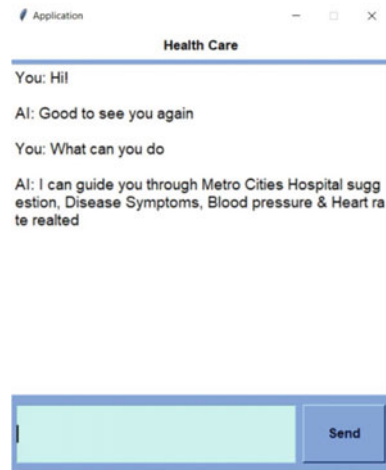 Application
Health Care
You: Hi!
AI: Good to see you again
You: What can you do
AI: I can guide you through Metro Cities Hospital sugg
estion, Disease Symptoms, Blood pressure & Heart ra
te realted
Send